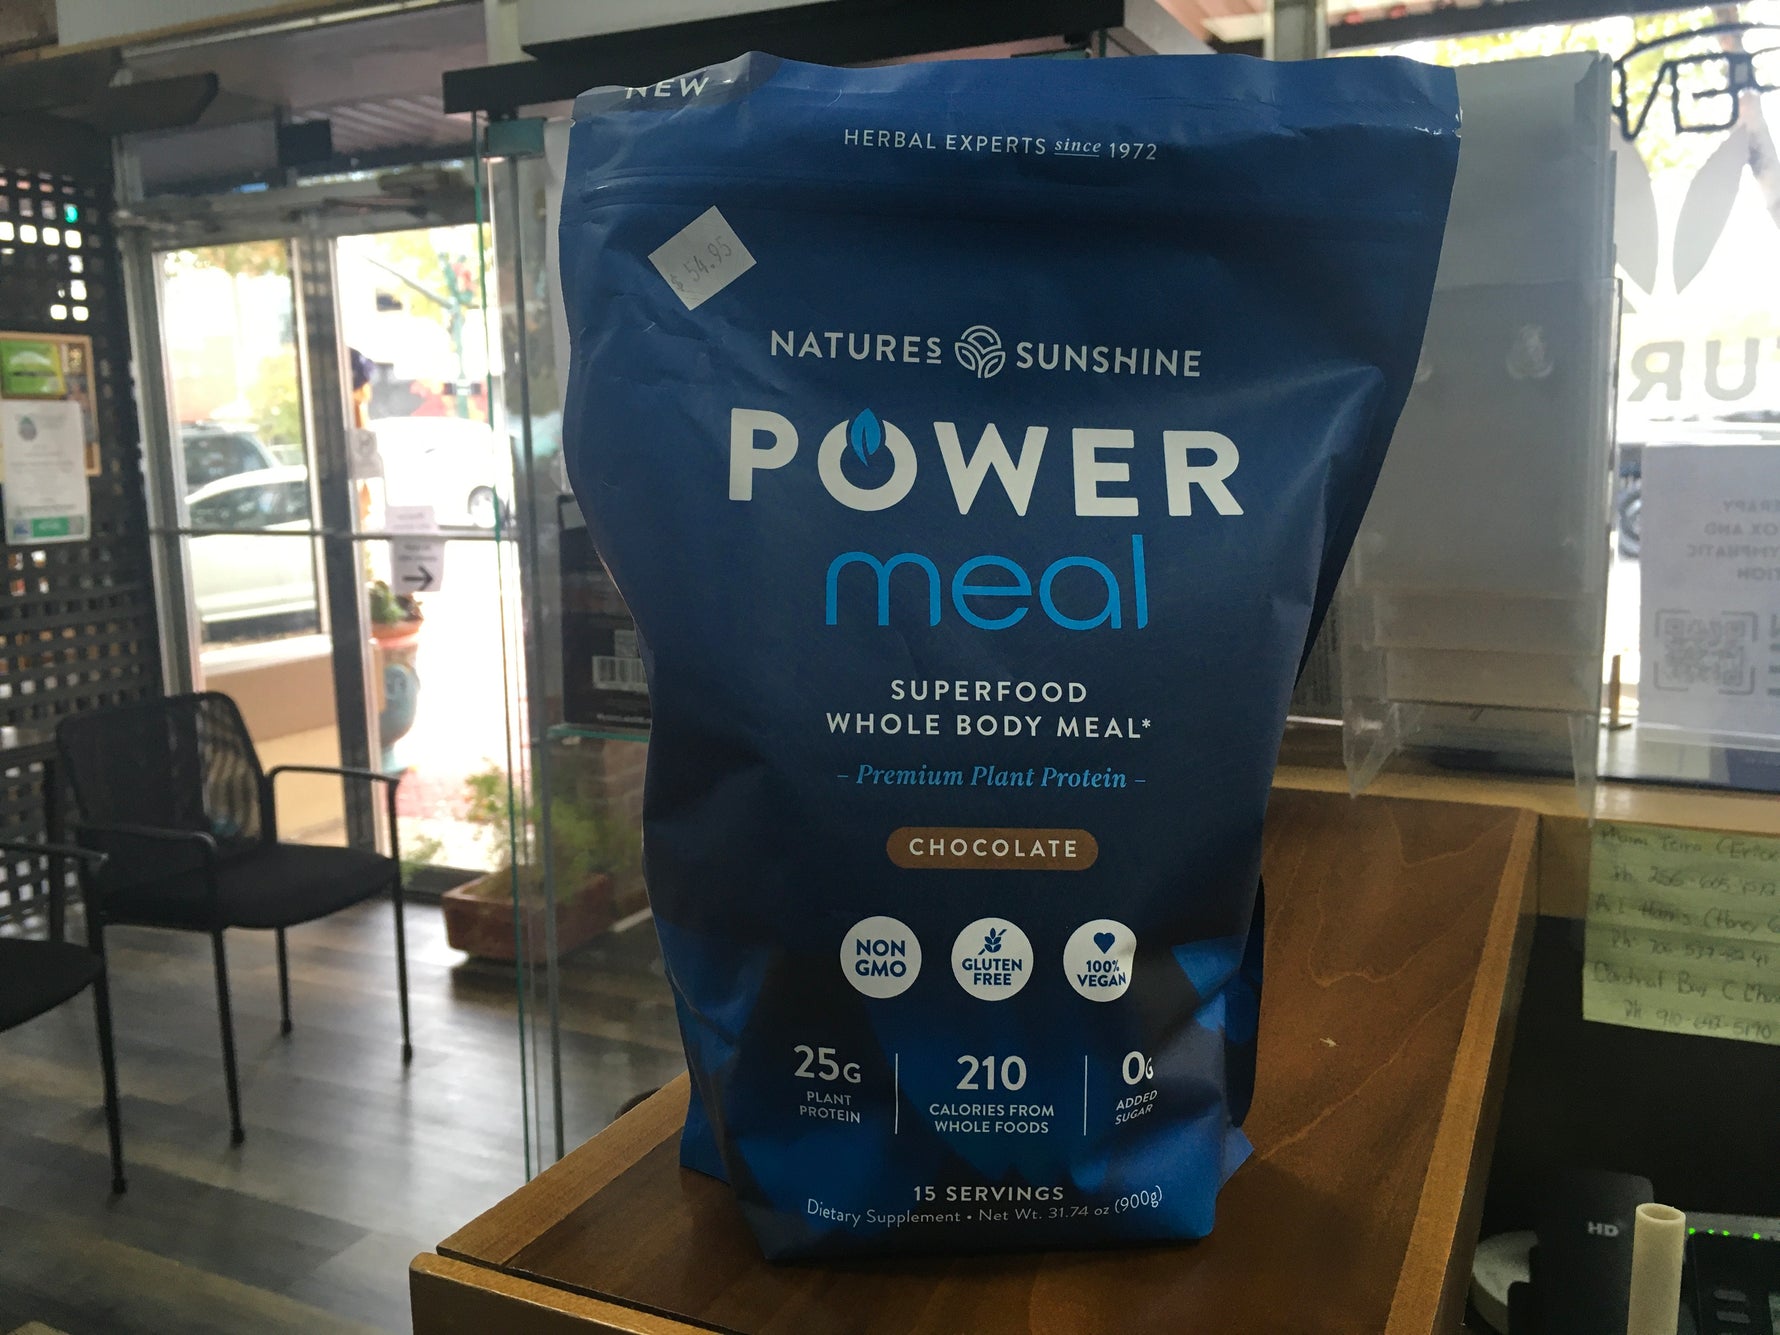 NEW
HERBAL EXPERTS since 1972
$54.95
NATURES SUNSHINE
POWER
meal
SUPERFOOD
WHOLE BODY MEAL*
– Premium Plant Protein –
CHOCOLATE
NON
GMO
GLUTEN
FREE
100%
VEGAN
25G
PLANT
PROTEIN
210
CALORIES FROM
WHOLE FOODS
0G
ADDED
SUGAR
15 SERVINGS
Dietary Supplement • Net Wt. 31.74 oz (900g)
HD